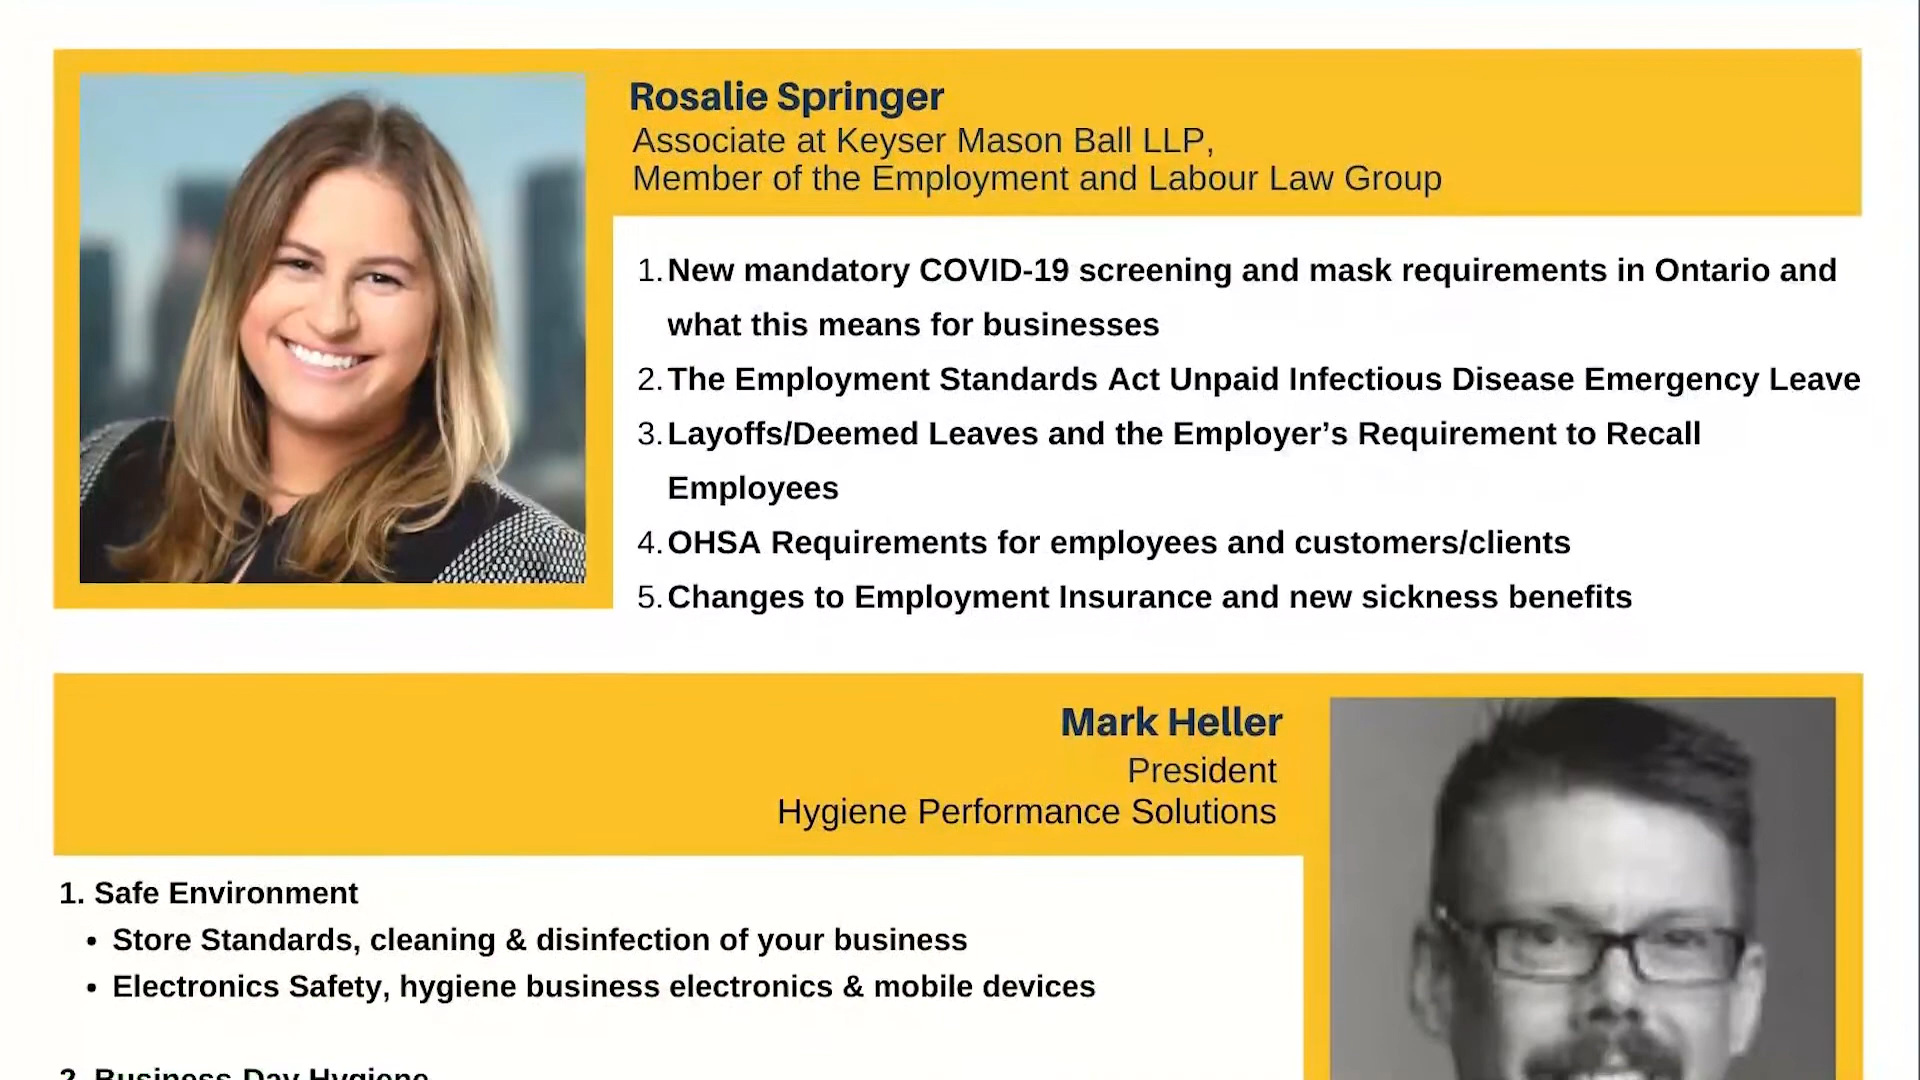 Rosalie Springer
Associate at Keyser Mason Ball LLP,
Member of the Employment and Labour Law Group
1. New mandatory COVID-19 screening and mask requirements in Ontario and
what this means for businesses
2. The Employment Standards Act Unpaid Infectious Disease Emergency Leave
3. Layoffs/Deemed Leaves and the Employer’s Requirement to Recall
Employees
4. OHSA Requirements for employees and customers/clients
5. Changes to Employment Insurance and new sickness benefits
Mark Heller
President
Hygiene Performance Solutions
1. Safe Environment
• Store Standards, cleaning & disinfection of your business
• Electronics Safety, hygiene business electronics & mobile devices
2. Business Day Hygiene